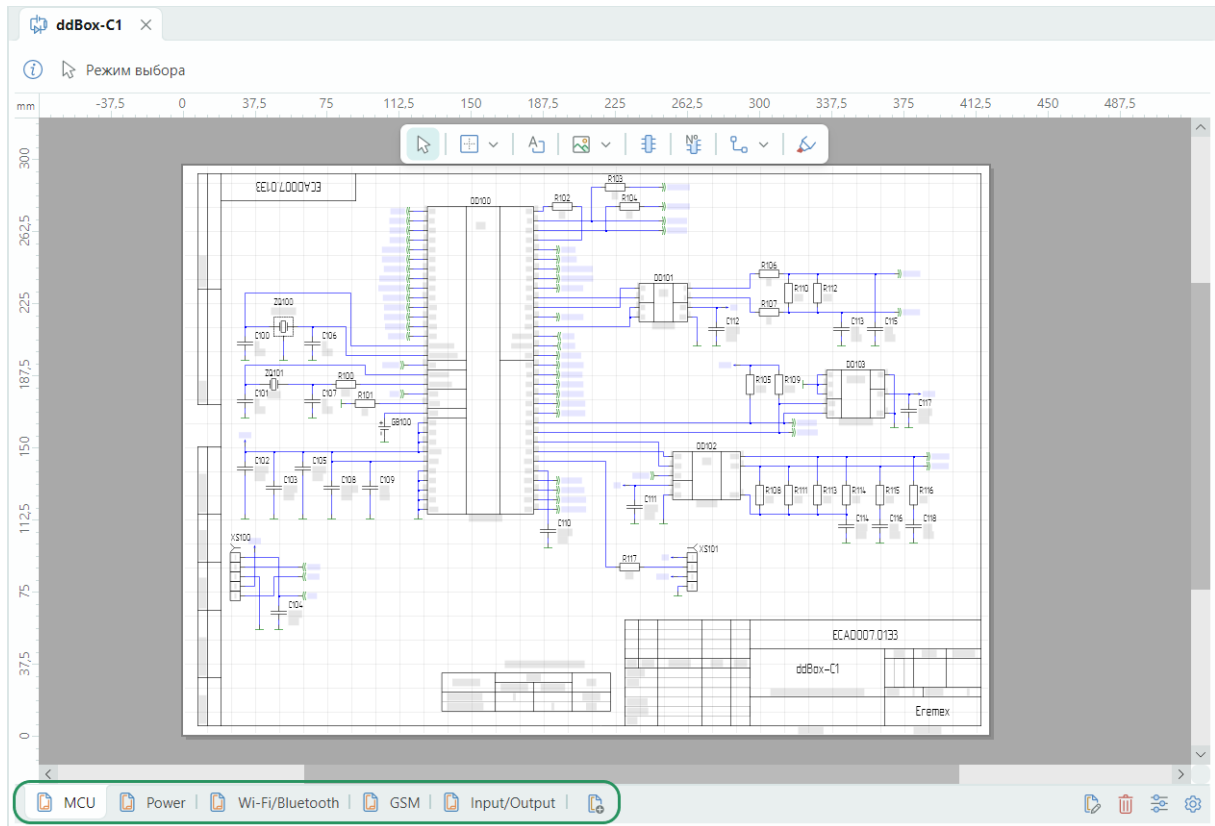 ddBox-C1
Режим выбора
mm -37,5 0 37,5 75 112,5 150 187,5 225 262,5 300 337,5 375 412,5 450 487,5
300
262,5
225
187,5
150
112,5
75
37,5
0
ECAD007.0133
R103
R102 R104
DD100
R106
DD101
R110 R112
ZQ100
R107
C112 C113 C115
C100 C106
DD103
ZQ101 R100
R105 R109
C101 C107 R101
C117
GB100
DD102
C102 C105
C103 C108 C109
R108 R111 R113 R114 R115 R116
C111
C110
C114 C116 C118
XS100
XS101
R117
C104
ECAD007.0133
ddBox-C1
Eremex
MCU Power Wi-Fi/Bluetooth GSM Input/Output